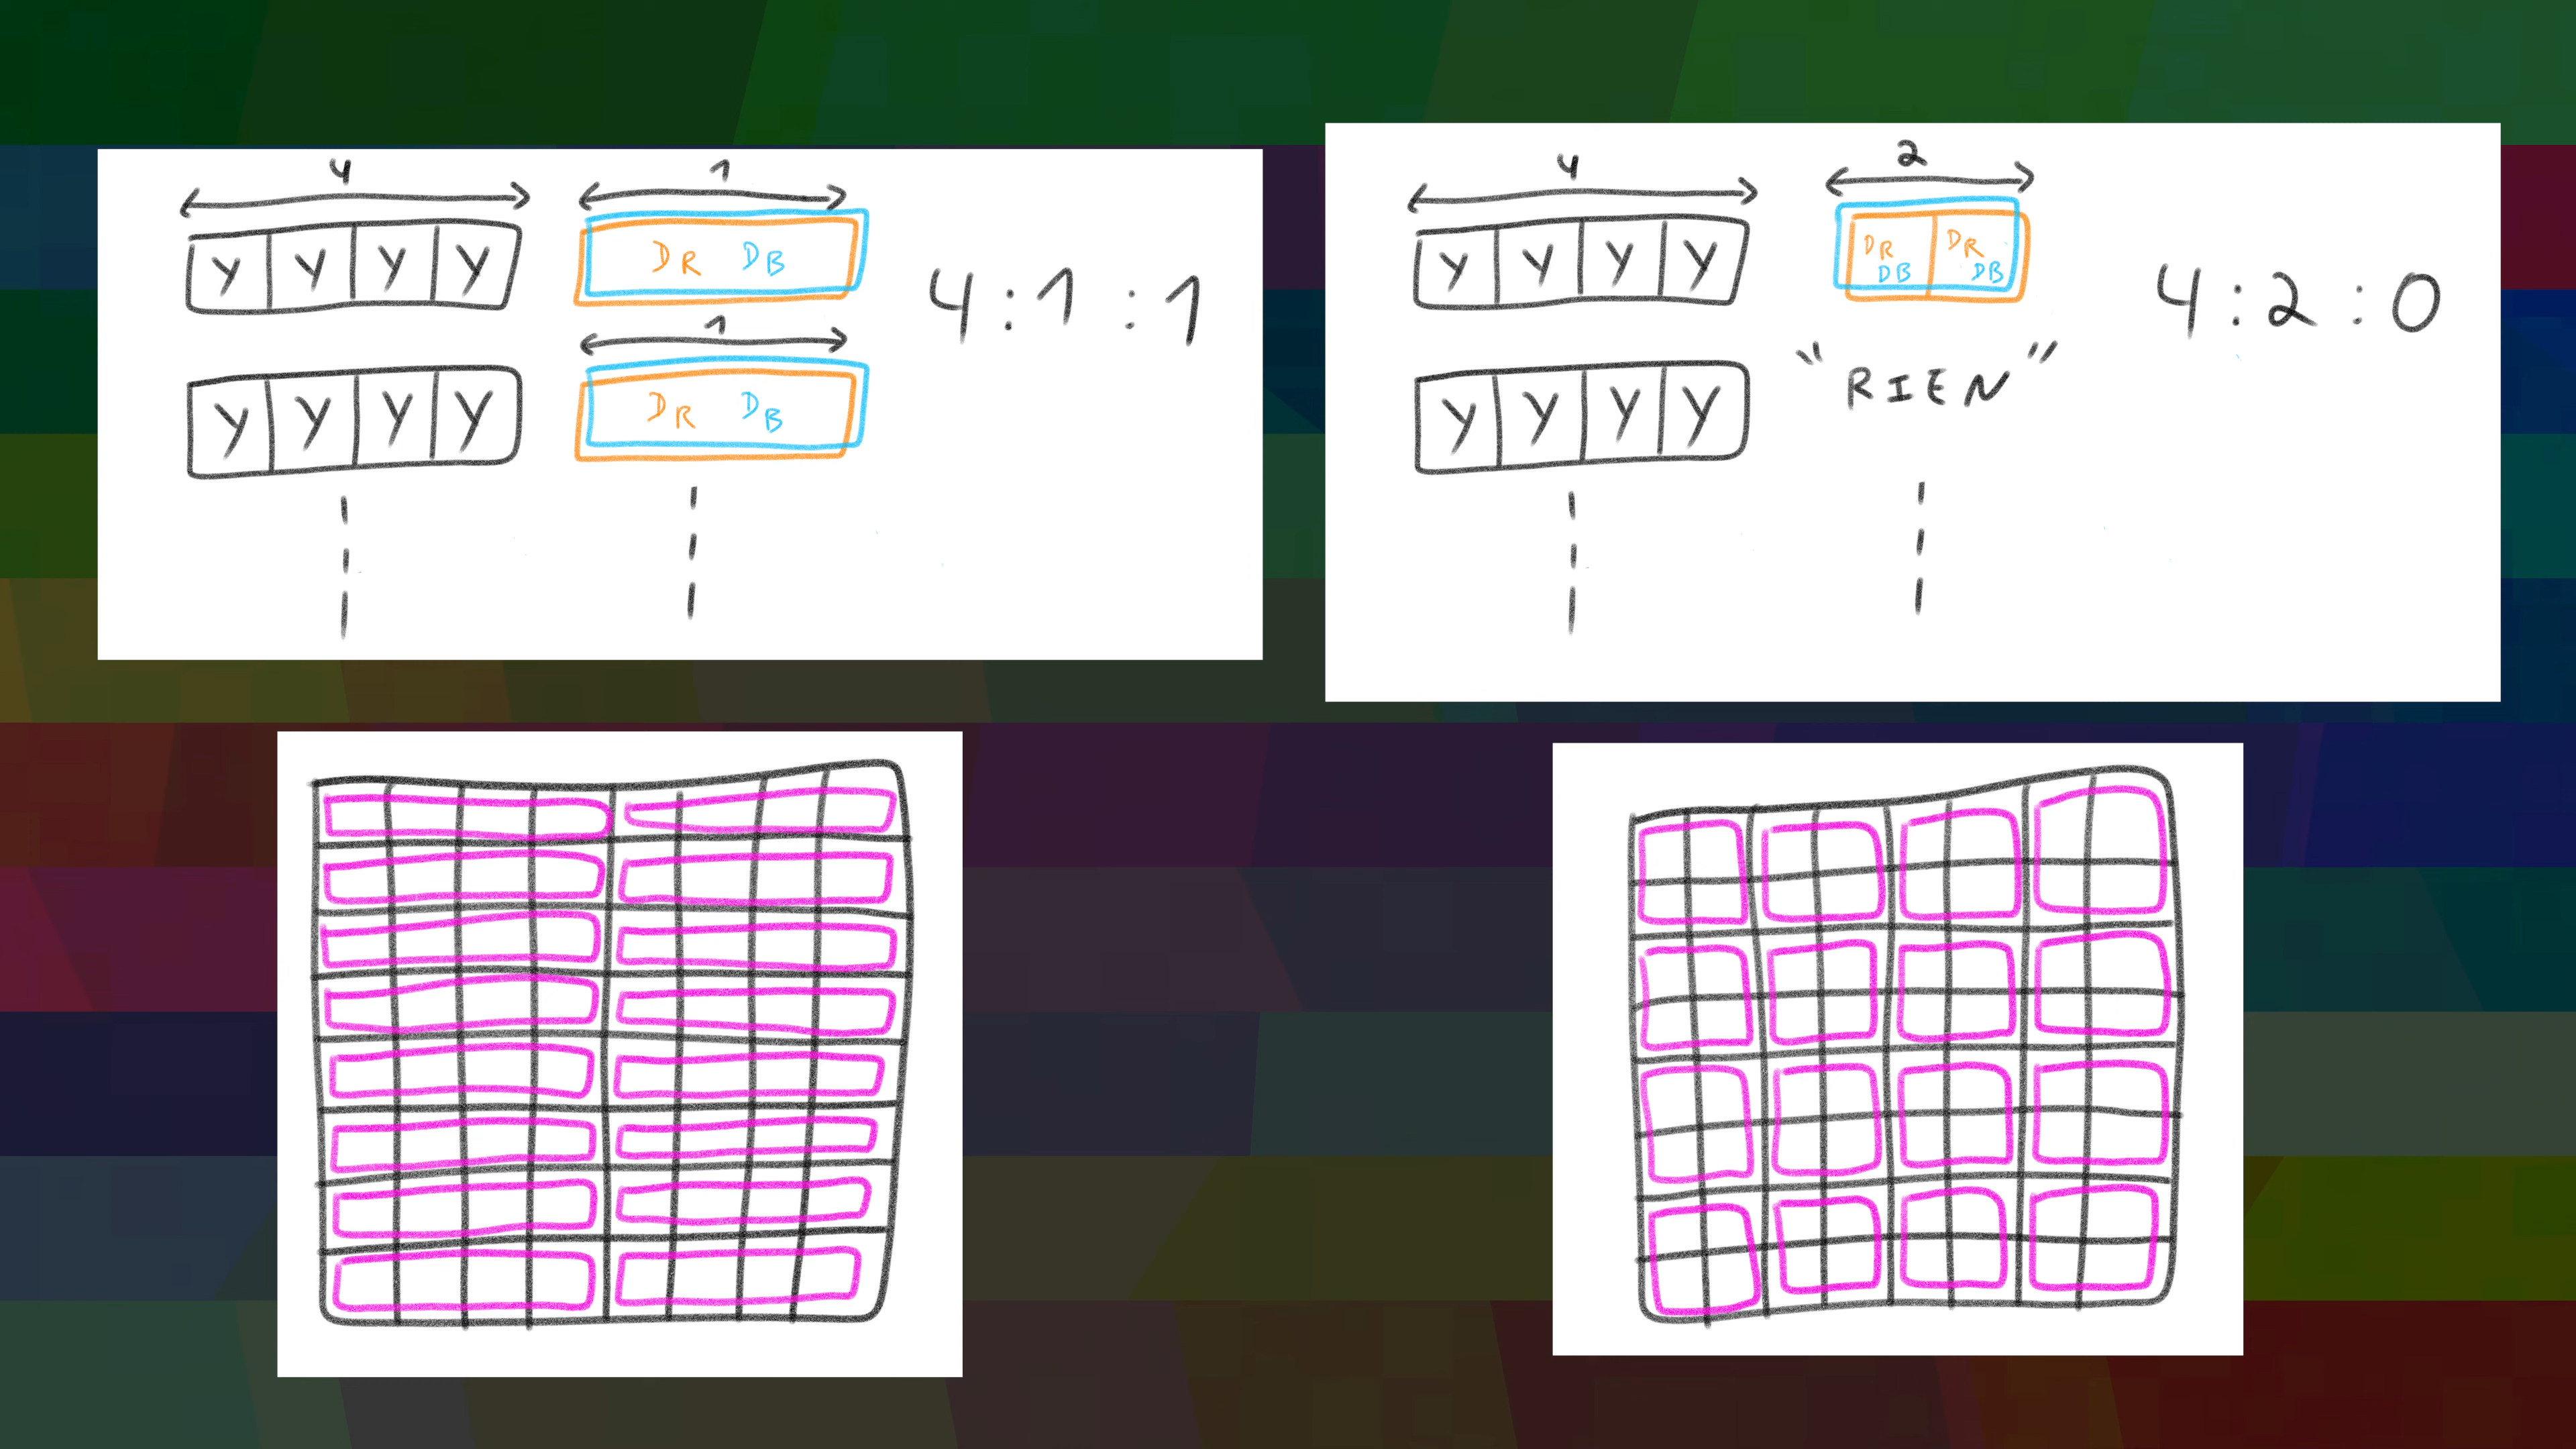 4 1
Y Y Y Y DR DB
4:1:1
1
Y Y Y Y DR DB
4 2
Y Y Y Y DR DB DR DB
4:2:0
"RIEN"
Y Y Y Y